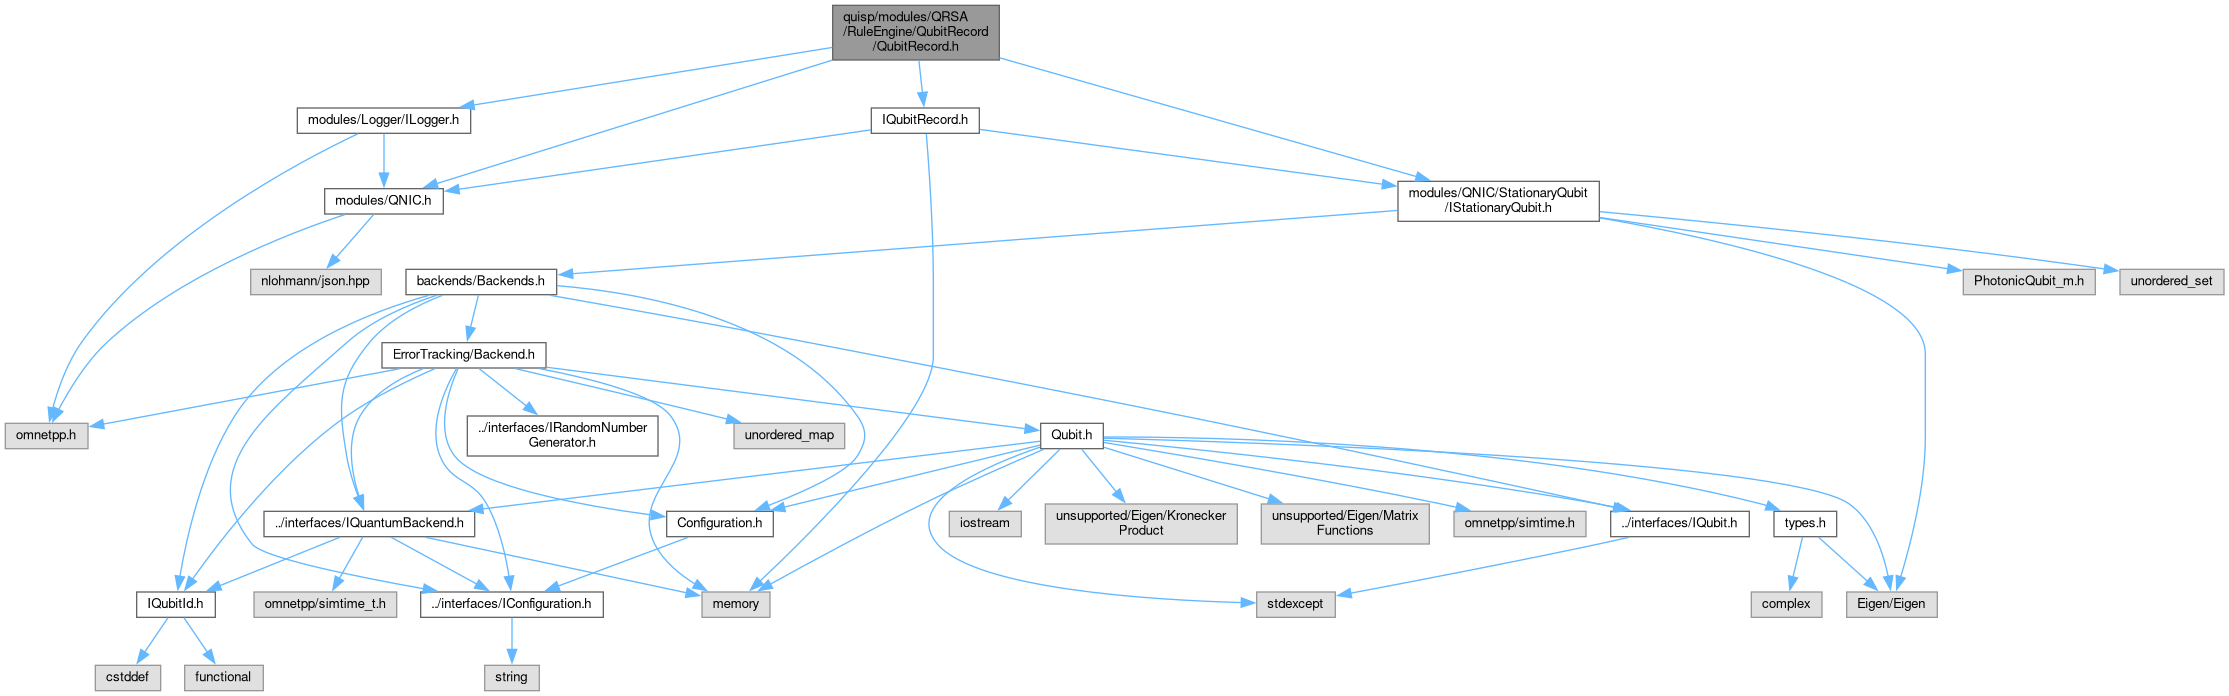 quisp/modules/QRSA
/RuleEngine/QubitRecord
/QubitRecord.h
modules/Logger/ILogger.h
IQubitRecord.h
modules/QNIC.h
modules/QNIC/StationaryQubit
/IStationaryQubit.h
nlohmann/json.hpp
backends/Backends.h
PhotonicQubit_m.h
unordered_set
ErrorTracking/Backend.h
omnetpp.h
../interfaces/IRandomNumber
Generator.h
unordered_map
Qubit.h
../interfaces/IQuantumBackend.h
Configuration.h
iostream
unsupported/Eigen/Kronecker
Product
unsupported/Eigen/Matrix
Functions
omnetpp/simtime.h
../interfaces/IQubit.h
types.h
IQubitId.h
omnetpp/simtime_t.h
../interfaces/IConfiguration.h
memory
stdexcept
complex
Eigen/Eigen
cstddef
functional
string